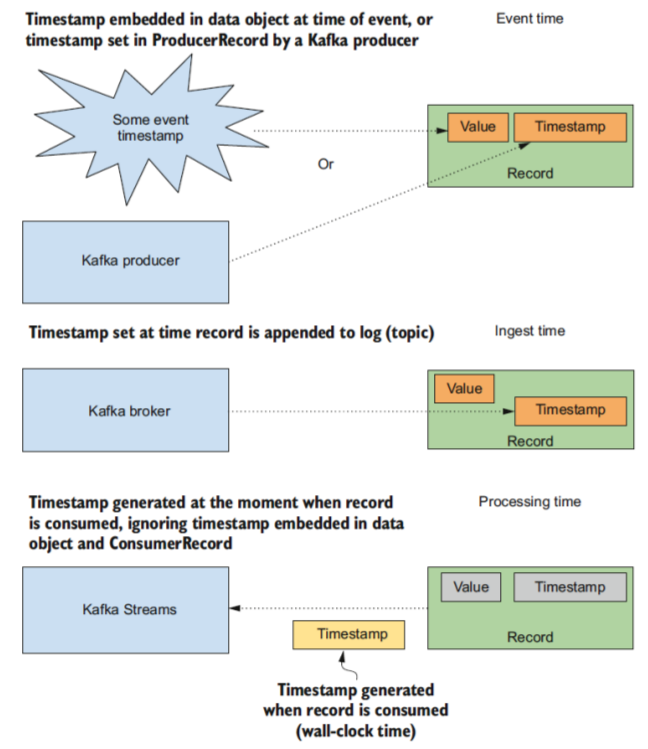 Timestamp embedded in data object at time of event, or
timestamp set in ProducerRecord by a Kafka producer
Event time
Some event
timestamp
Value
Timestamp
Or
Record
Kafka producer
Timestamp set at time record is appended to log (topic)
Ingest time
Kafka broker
Value
Timestamp
Record
Timestamp generated at the moment when record
is consumed, ignoring timestamp embedded in data
object and ConsumerRecord
Processing time
Kafka Streams
Value
Timestamp
Timestamp
Record
Timestamp generated
when record is consumed
(wall-clock time)